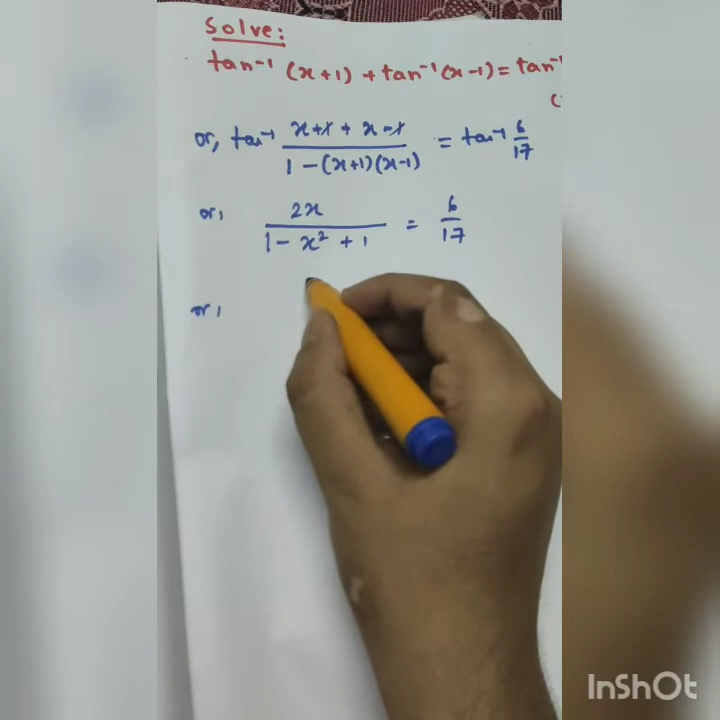 Solve:
tan⁻¹ (x+1) + tan⁻¹ (x-1) = tan⁻¹
or, tan⁻¹ (x+1+x-1)/(1-(x+1)(x-1)) = tan⁻¹ 6/17
or, 2x/(1-x²+1) = 6/17
or,
InShOt